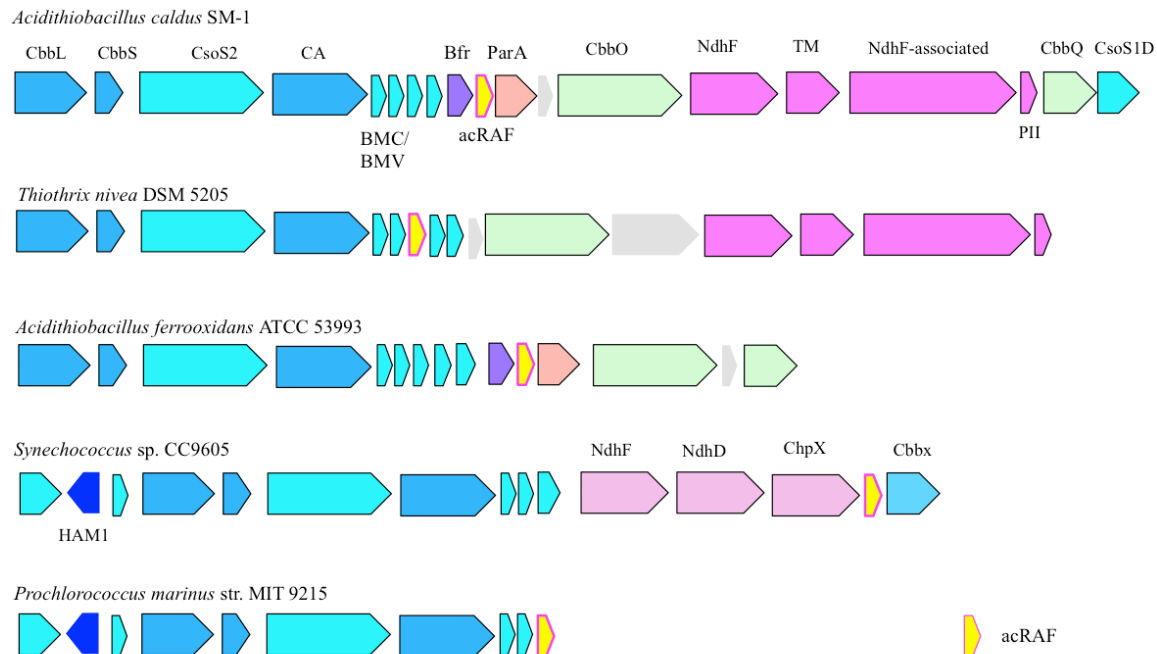 Acidithiobacillus caldus SM-1
CbbL CbbS CsoS2 CA Bfr ParA CbbO NdhF TM NdhF-associated CbbQ CsoS1D
BMC/
BMV
acRAF
PII
Thiothrix nivea DSM 5205
Acidithiobacillus ferrooxidans ATCC 53993
Synechococcus sp. CC9605
NdhF NdhD ChpX Cbbx
HAM1
Prochlorococcus marinus str. MIT 9215
acRAF